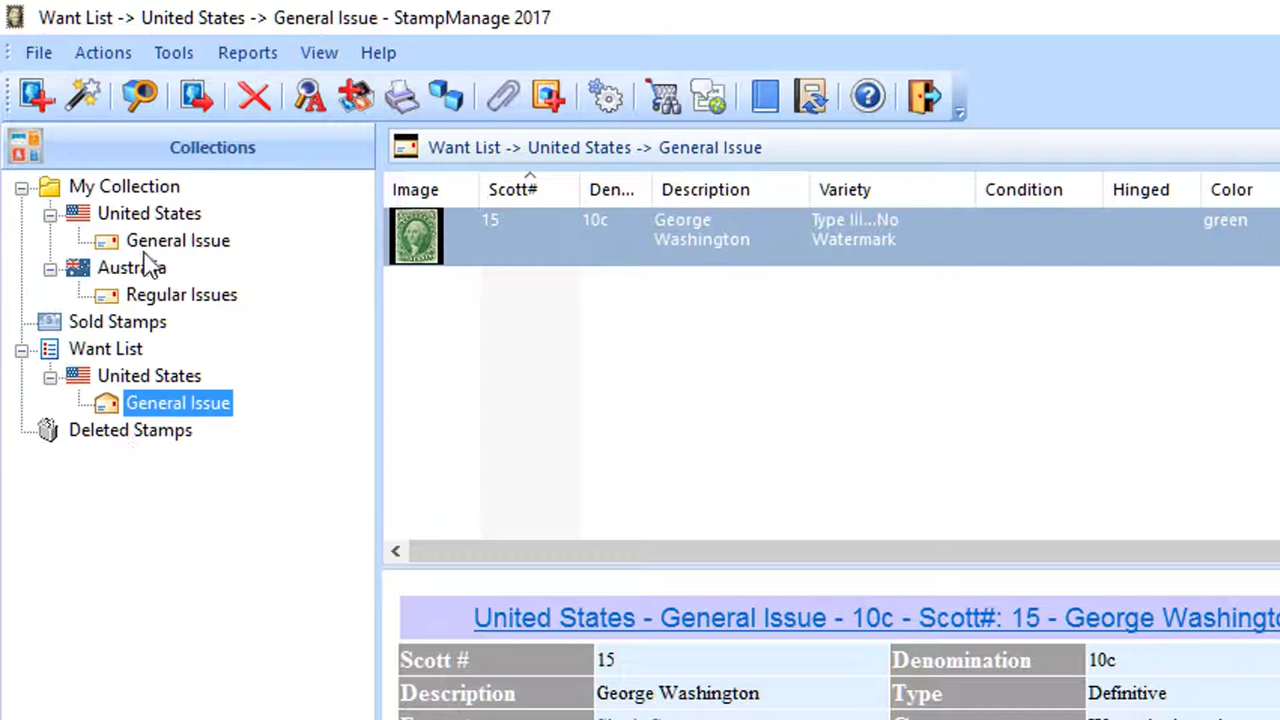 Want List -> United States -> General Issue - StampManage 2017
File Actions Tools Reports View Help
Collections
My Collection
United States
General Issue
Australia
Regular Issues
Sold Stamps
Want List
United States
General Issue
Deleted Stamps
Want List -> United States -> General Issue
Image Scott# Den... Description Variety Condition Hinged Color
15 10c George Washington Type III...No Watermark green
United States - General Issue - 10c - Scott#: 15 - George Washingto
Scott # 15 Denomination 10c
Description George Washington Type Definitive